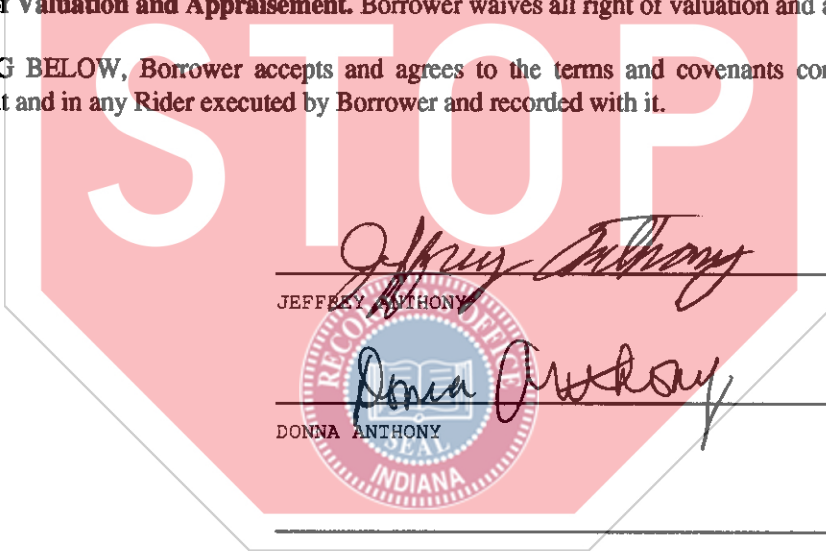 f Valuation and Appraisement. Borrower waives all right of valuation and a
G BELOW, Borrower accepts and agrees to the terms and covenants con
t and in any Rider executed by Borrower and recorded with it.
STOP
Jeffrey Anthony
JEFFREY ANTHONY
RECORDER'S OFFICE
Donna Anthony
DONNA ANTHONY
SEAL
INDIANA